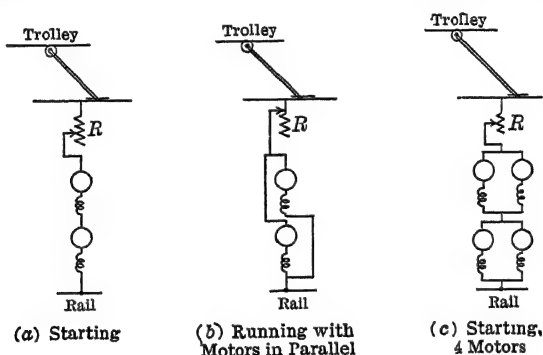 Trolley
R
Rail
(a) Starting
Trolley
R
Rail
(b) Running with
Motors in Parallel
Trolley
R
Rail
(c) Starting,
4 Motors